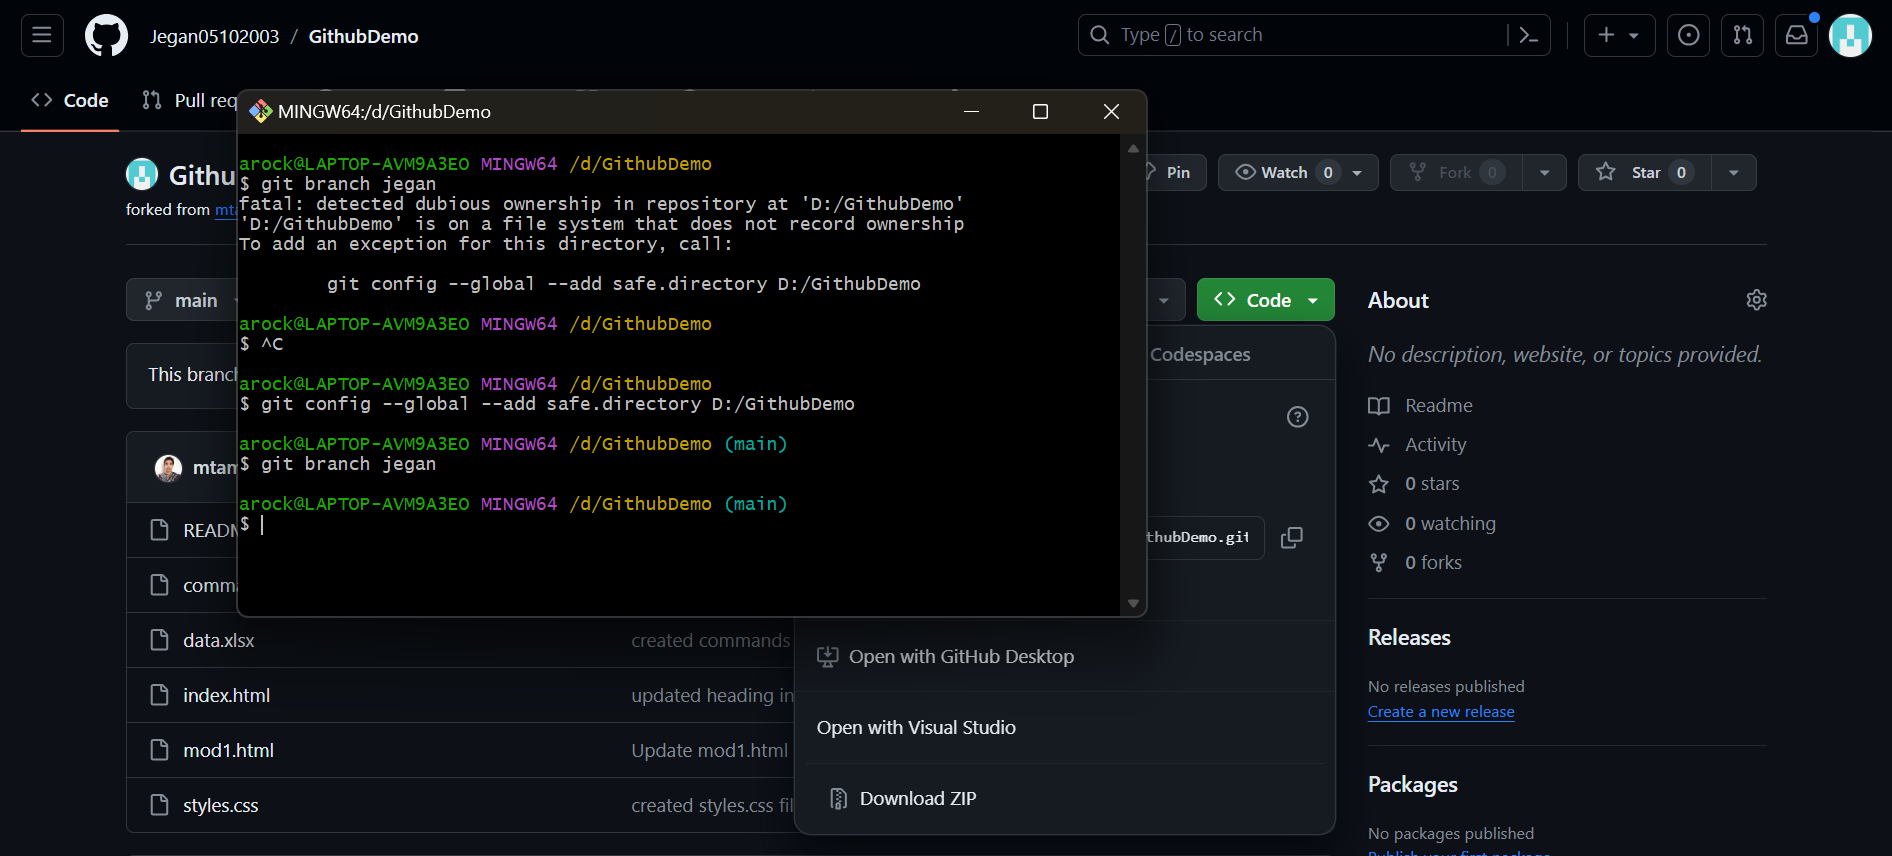 Jegan05102003 / GithubDemo
Type / to search
Code
Pull req
MINGW64:/d/GithubDemo
Githu
Pin
Watch 0
Fork 0
Star 0
forked from mta
arock@LAPTOP-AVM9A3EO MINGW64 /d/GithubDemo
$ git branch jegan
fatal: detected dubious ownership in repository at 'D:/GithubDemo'
'D:/GithubDemo' is on a file system that does not record ownership
To add an exception for this directory, call:
git config --global --add safe.directory D:/GithubDemo
arock@LAPTOP-AVM9A3EO MINGW64 /d/GithubDemo
$ ^C
arock@LAPTOP-AVM9A3EO MINGW64 /d/GithubDemo
$ git config --global --add safe.directory D:/GithubDemo
arock@LAPTOP-AVM9A3EO MINGW64 /d/GithubDemo (main)
$ git branch jegan
arock@LAPTOP-AVM9A3EO MINGW64 /d/GithubDemo (main)
$
main
This branch
mtam
READM
comma
data.xlsx created commands
index.html updated heading in
mod1.html Update mod1.html
styles.css created styles.css fil
Code
Codespaces
thubDemo.git
Open with GitHub Desktop
Open with Visual Studio
Download ZIP
About
No description, website, or topics provided.
Readme
Activity
0 stars
0 watching
0 forks
Releases
No releases published
Create a new release
Packages
No packages published
Publish your first package